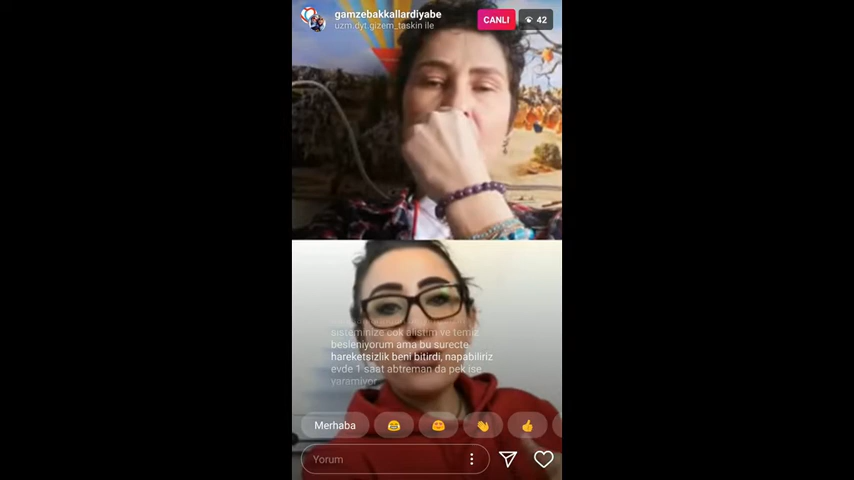 gamzebakkallardiyabe
uzm.dyt.gizem_taskin ile
CANLI
42
sisteminize cok alistim ve temiz
besleniyorum ama bu surecte
hareketsizlik beni bitirdi, napabiliriz
evde 1 saat abtreman da pek ise
yaramiyor
Merhaba
Yorum